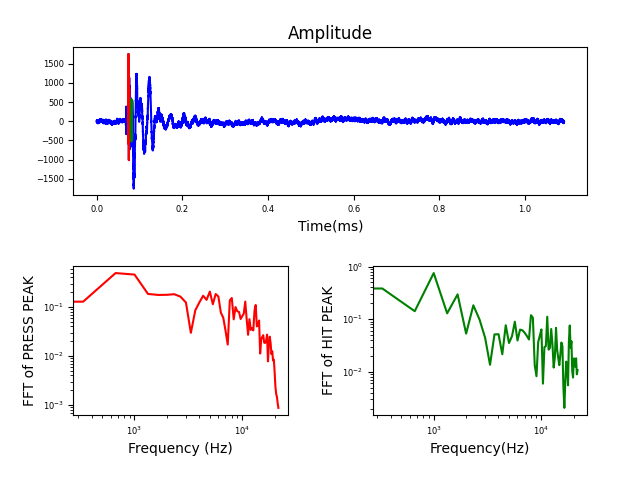 Amplitude
1500
1000
500
0
−500
−1000
−1500
0.0 0.2 0.4 0.6 0.8 1.0
Time(ms)
FFT of PRESS PEAK
10⁻¹
10⁻²
10⁻³
10³ 10⁴
Frequency (Hz)
FFT of HIT PEAK
10⁰
10⁻¹
10⁻²
10³ 10⁴
Frequency(Hz)